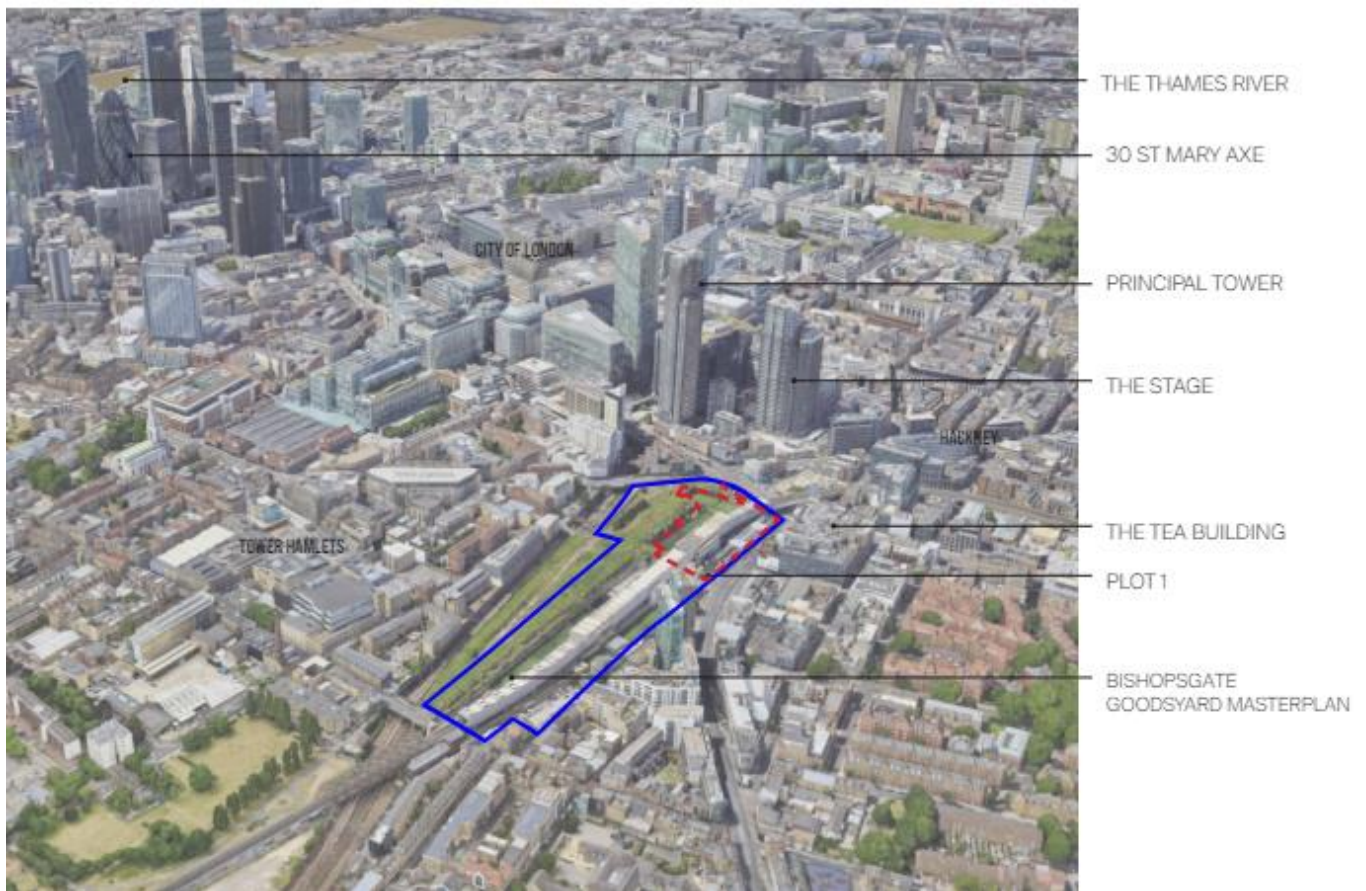 THE THAMES RIVER
30 ST MARY AXE
CITY OF LONDON
PRINCIPAL TOWER
THE STAGE
HACKNEY
THE TEA BUILDING
TOWER HAMLETS
PLOT 1
BISHOPSGATE
GOODSYARD MASTERPLAN